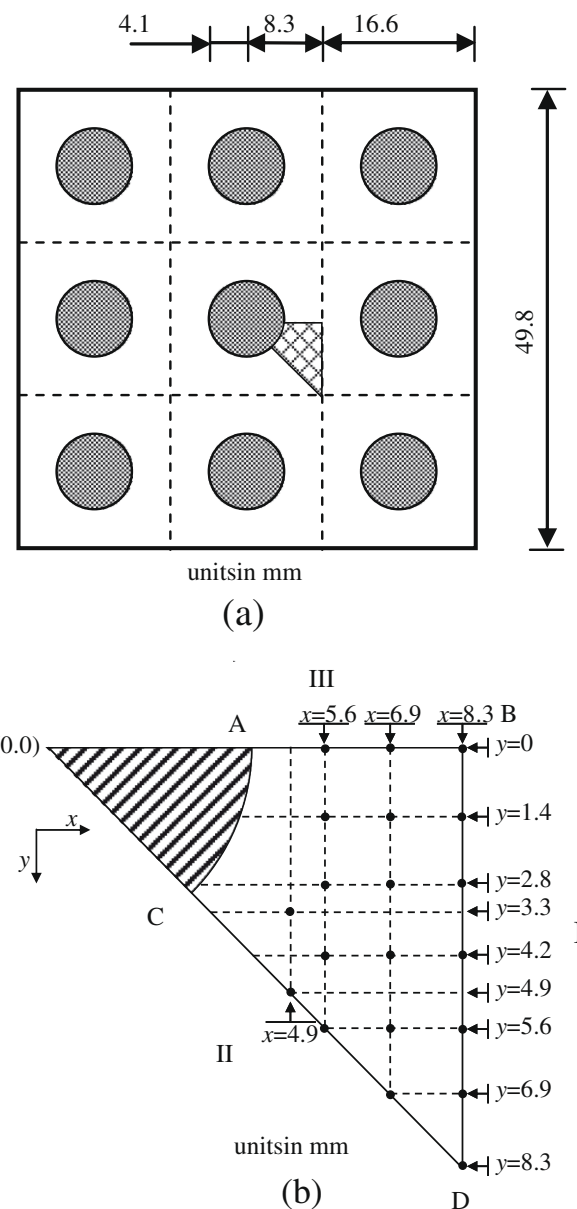 4.1 8.3 16.6
49.8
unitsin mm
(a)
III
A x=5.6 x=6.9 x=8.3 B
0.0) y=0
x y=1.4
y
y=2.8
C y=3.3
y=4.2
y=4.9
x=4.9 y=5.6
II
y=6.9
unitsin mm y=8.3
(b) D